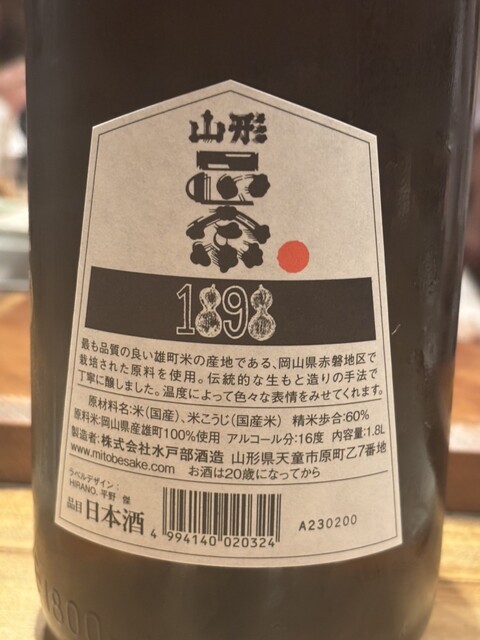 山形
正宗
1898
最も品質の良い雄町米の産地である、岡山県赤磐地区で
栽培された原料を使用。伝統的な生もと造りの手法で
丁寧に醸しました。温度によって色々な表情をみせてくれます。
原材料名:米(国産)、米こうじ(国産米) 精米歩合:60%
原料米:岡山県産雄町100%使用 アルコール分:16度 内容量:1.8L
製造者:株式会社水戸部酒造 山形県天童市原町乙7番地
www.mitobesake.com お酒は20歳になってから
ラベルデザイン:
HIRANO. 平野 傑
品目 日本酒
4 994140 020324
A230200
1800